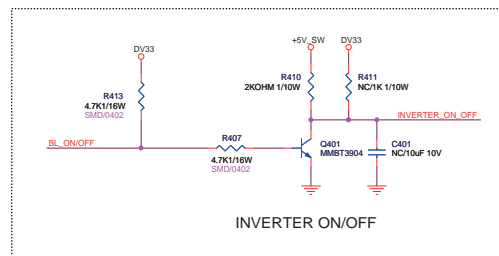 DV33
+5V_SW
DV33
R413
4.7K1/16W
SMD/0402
R410
2KOHM 1/10W
R411
NC/1K 1/10W
INVERTER_ON_OFF
BL_ON/OFF
R407
4.7K1/16W
SMD/0402
Q401
MMBT3904
C401
NC/10uF 10V
INVERTER ON/OFF